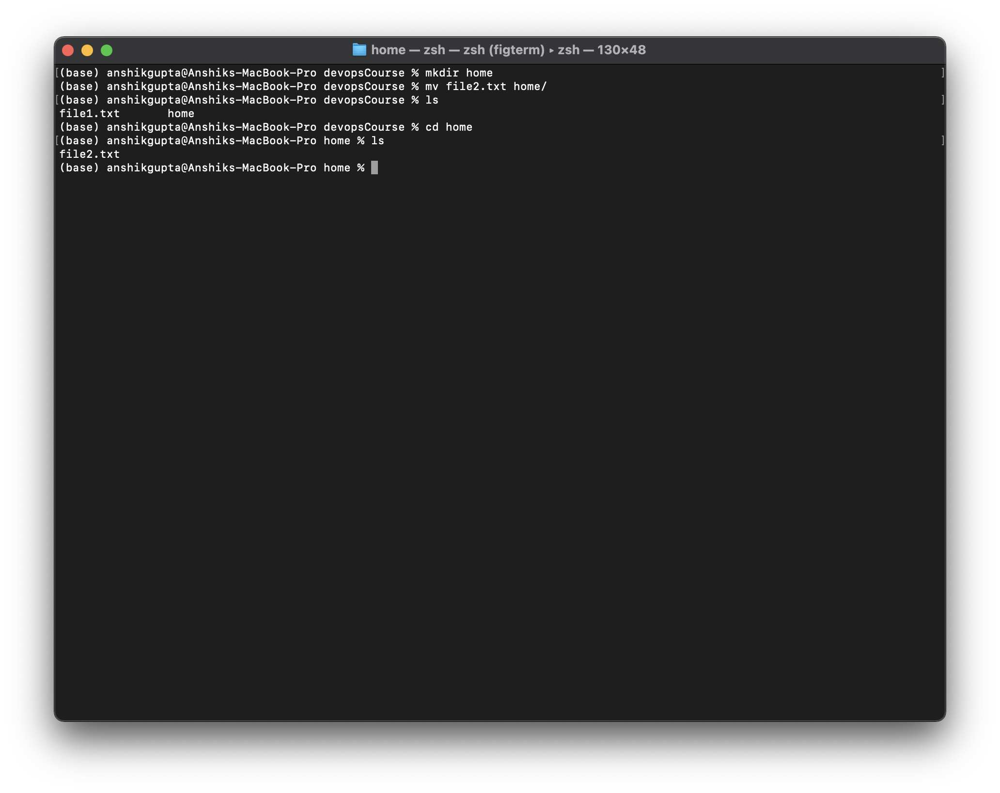 home — zsh — zsh (figterm) ▸ zsh — 130×48
[(base) anshikgupta@Anshiks-MacBook-Pro devopsCourse % mkdir home ]
(base) anshikgupta@Anshiks-MacBook-Pro devopsCourse % mv file2.txt home/
[(base) anshikgupta@Anshiks-MacBook-Pro devopsCourse % ls ]
file1.txt       home
(base) anshikgupta@Anshiks-MacBook-Pro devopsCourse % cd home
[(base) anshikgupta@Anshiks-MacBook-Pro home % ls ]
file2.txt
(base) anshikgupta@Anshiks-MacBook-Pro home %